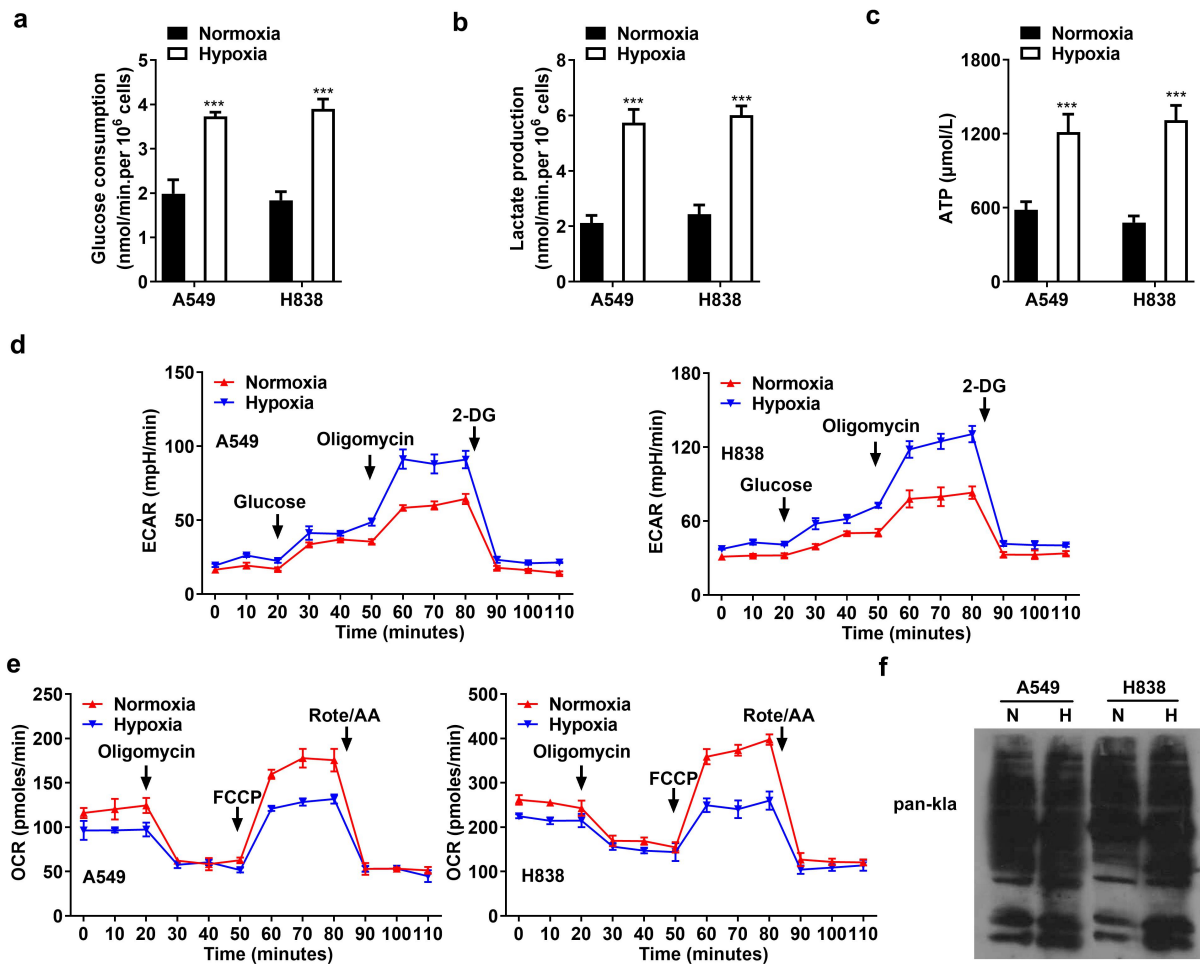 a
Normoxia
Hypoxia
Glucose consumption
(nmol/min.per 10^6 cells)
5
4
3
2
1
0
***
***
A549
H838
b
Normoxia
Hypoxia
Lactate production
(nmol/min.per 10^6 cells)
8
6
4
2
0
***
***
A549
H838
c
Normoxia
Hypoxia
ATP (μmol/L)
1800
1200
600
0
***
***
A549
H838
d
ECAR (mpH/min)
150
100
50
0
Normoxia
Hypoxia
A549
Glucose
Oligomycin
2-DG
0 10 20 30 40 50 60 70 80 90 100 110
Time (minutes)
ECAR (mpH/min)
180
120
60
0
Normoxia
Hypoxia
H838
Glucose
Oligomycin
2-DG
0 10 20 30 40 50 60 70 80 90 100 110
Time (minutes)
e
OCR (pmoles/min)
250
200
150
100
50
0
Normoxia
Hypoxia
Oligomycin
FCCP
Rote/AA
A549
0 10 20 30 40 50 60 70 80 90 100 110
Time (minutes)
OCR (pmoles/min)
500
400
300
200
100
0
Normoxia
Hypoxia
Oligomycin
FCCP
Rote/AA
H838
0 10 20 30 40 50 60 70 80 90 100 110
Time (minutes)
f
A549 H838
N H N H
pan-kla